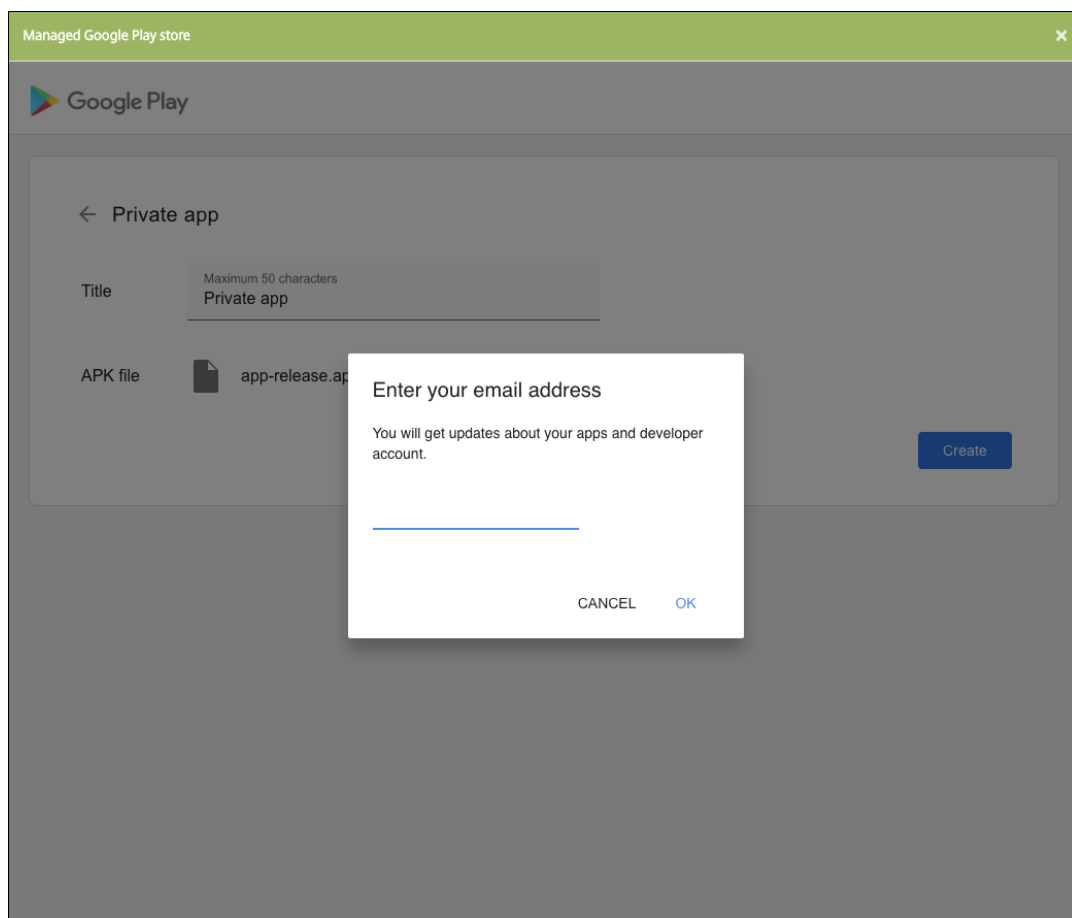 Managed Google Play store
Google Play
Private app
Title
Maximum 50 characters
Private app
APK file
app-release.ap
Enter your email address
You will get updates about your apps and developer
account.
Create
CANCEL
OK